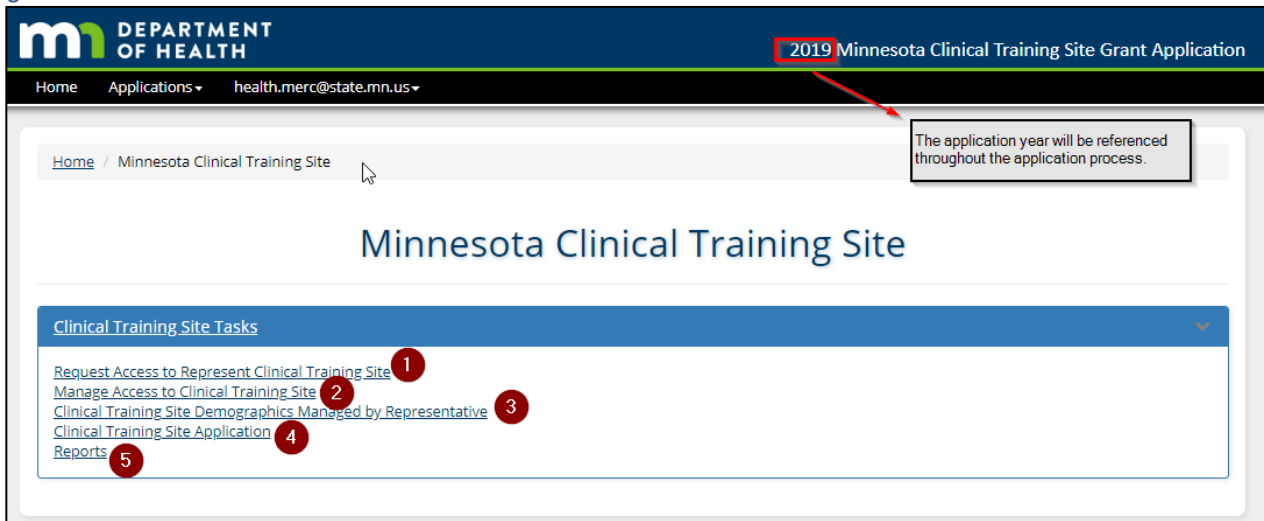 DEPARTMENT
OF HEALTH
2019 Minnesota Clinical Training Site Grant Application
Home Applications health.merc@state.mn.us
The application year will be referenced
throughout the application process.
Home / Minnesota Clinical Training Site
Minnesota Clinical Training Site
Clinical Training Site Tasks
Request Access to Represent Clinical Training Site 1
Manage Access to Clinical Training Site 2
Clinical Training Site Demographics Managed by Representative 3
Clinical Training Site Application 4
Reports 5